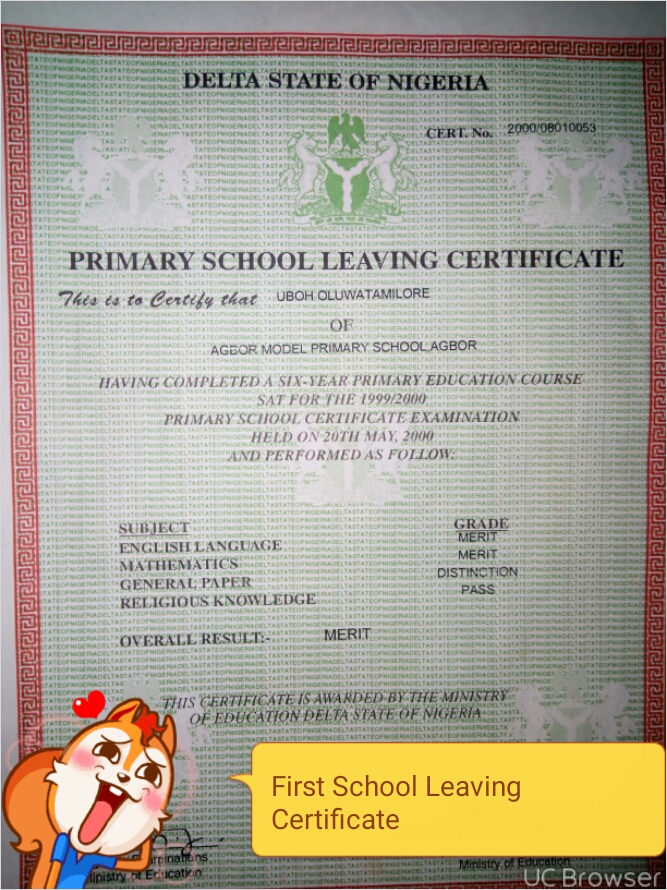 DELTA STATE OF NIGERIA
CERT. No. 2000/08010053
PRIMARY SCHOOL LEAVING CERTIFICATE
This is to Certify that UBOH OLUWATAMILORE
OF
AGBOR MODEL PRIMARY SCHOOL,AGBOR
HAVING COMPLETED A SIX-YEAR PRIMARY EDUCATION COURSE
SAT FOR THE 1999/2000
PRIMARY SCHOOL CERTIFICATE EXAMINATION
HELD ON 20TH MAY, 2000
AND PERFORMED AS FOLLOW:
SUBJECT GRADE
ENGLISH LANGUAGE MERIT
MATHEMATICS MERIT
GENERAL PAPER DISTINCTION
RELIGIOUS KNOWLEDGE PASS
OVERALL RESULT:- MERIT
THIS CERTIFICATE IS AWARDED BY THE MINISTRY
OF EDUCATION DELTA STATE OF NIGERIA
First School Leaving
Certificate
Ministry of Education
Ministry of Education
UC Browser